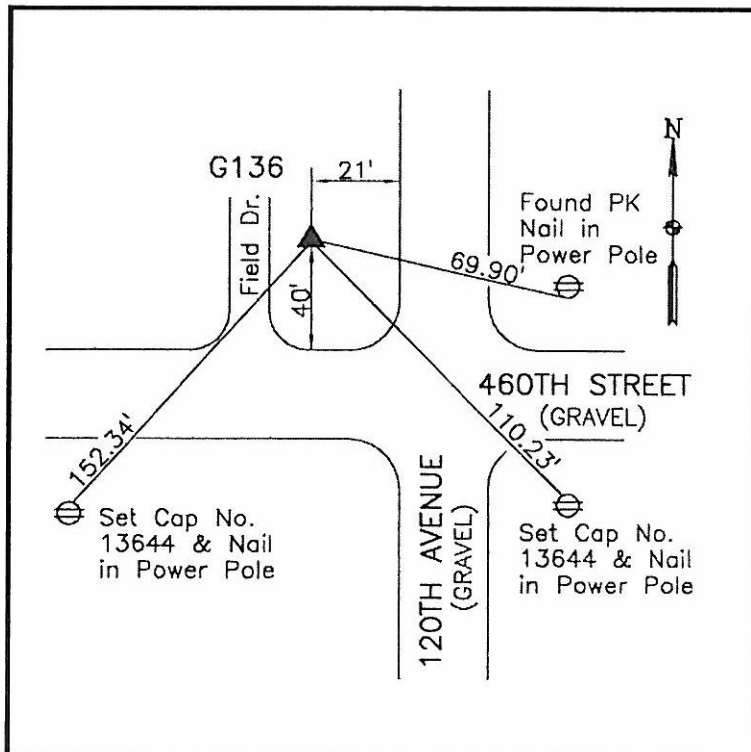 G136
21'
N
Field Dr.
Found PK
Nail in
Power Pole
69.90'
40'
460TH STREET
(GRAVEL)
152.34'
110.23'
120TH AVENUE
(GRAVEL)
Set Cap No.
13644 & Nail
in Power Pole
Set Cap No.
13644 & Nail
in Power Pole